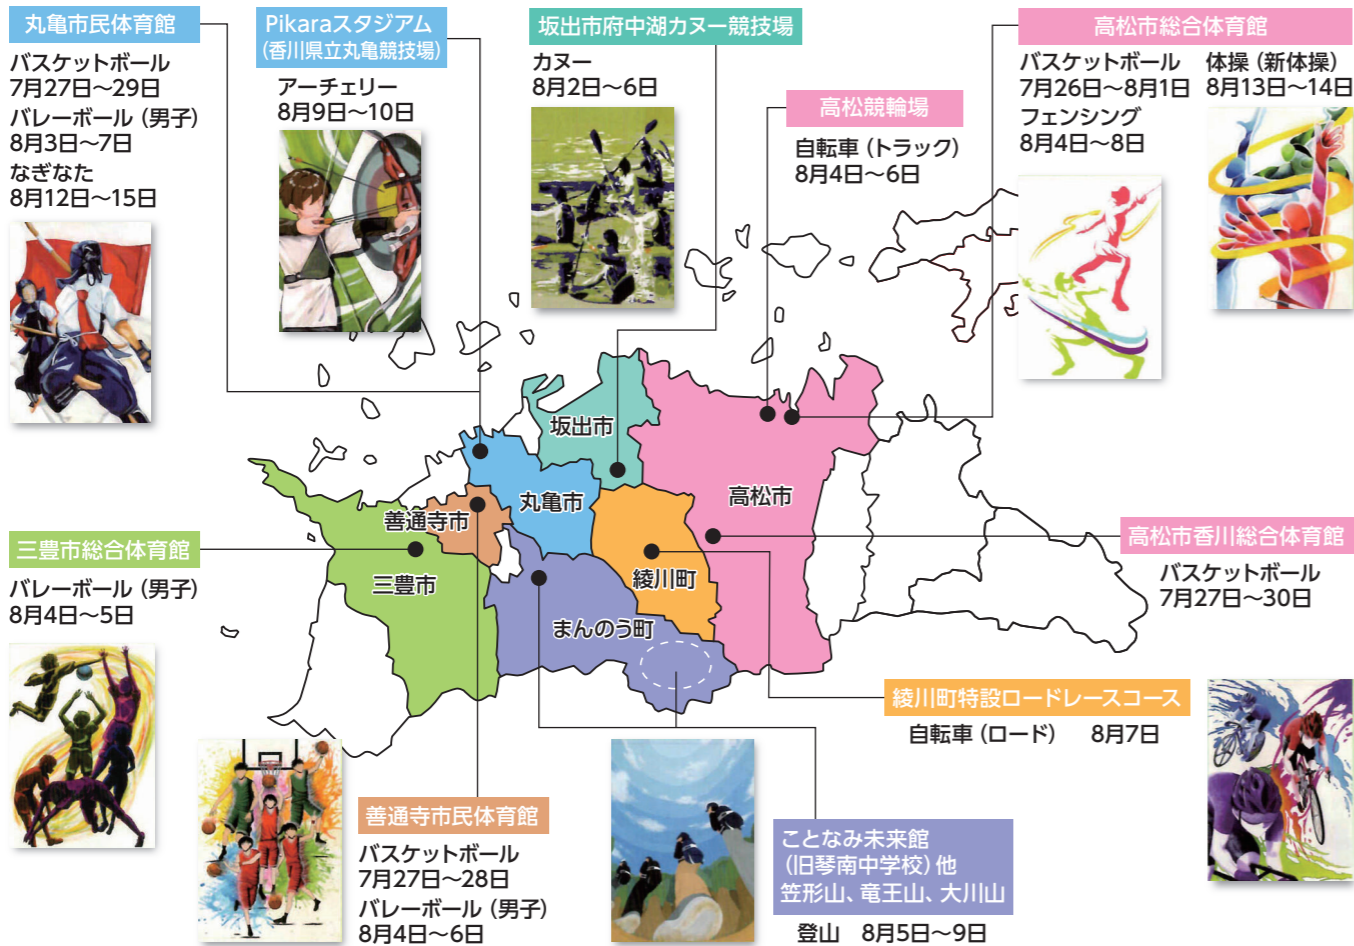 丸亀市民体育館
バスケットボール
7月27日～29日
バレーボール（男子）
8月3日～7日
なぎなた
8月12日～15日
Pikaraスタジアム
（香川県立丸亀競技場）
アーチェリー
8月9日～10日
坂出市府中湖カヌー競技場
カヌー
8月2日～6日
高松競輪場
自転車（トラック）
8月4日～6日
高松市総合体育館
バスケットボール
7月26日～8月1日
フェンシング
8月4日～8日
体操（新体操）
8月13日～14日
坂出市
丸亀市
高松市
善通寺市
三豊市
綾川町
まんのう町
三豊市総合体育館
バレーボール（男子）
8月4日～5日
高松市香川総合体育館
バスケットボール
7月27日～30日
綾川町特設ロードレースコース
自転車（ロード） 8月7日
善通寺市民体育館
バスケットボール
7月27日～28日
バレーボール（男子）
8月4日～6日
ことなみ未来館
（旧琴南中学校）他
笠形山、竜王山、大川山
登山 8月5日～9日